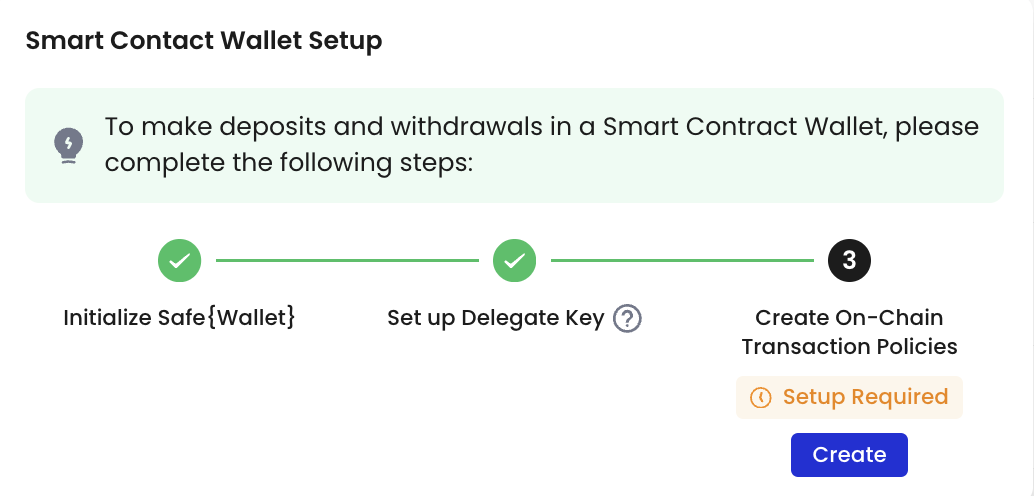 Smart Contact Wallet Setup
To make deposits and withdrawals in a Smart Contract Wallet, please
complete the following steps:
3
Initialize Safe{Wallet}
Set up Delegate Key ?
Create On-Chain
Transaction Policies
Setup Required
Create